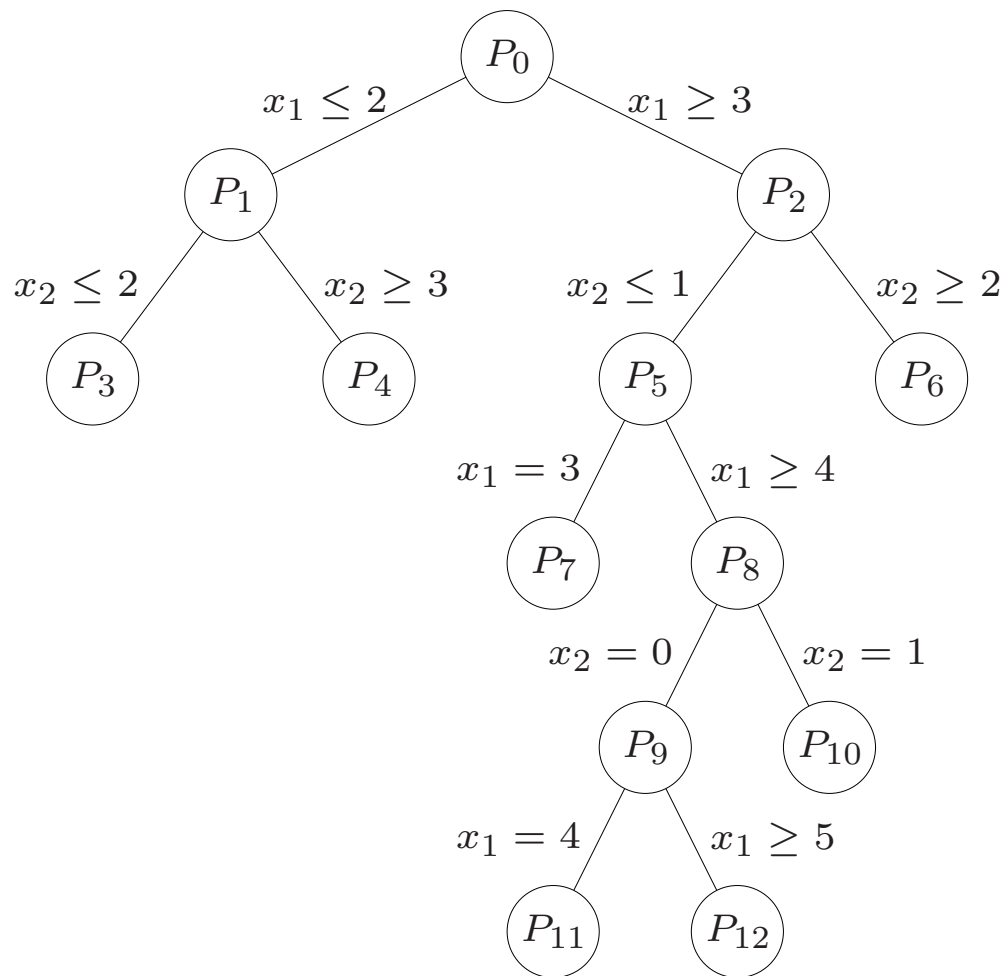 P₀
x₁ ≤ 2 x₁ ≥ 3
P₁ P₂
x₂ ≤ 2 x₂ ≥ 3 x₂ ≤ 1 x₂ ≥ 2
P₃ P₄ P₅ P₆
x₁ = 3 x₁ ≥ 4
P₇ P₈
x₂ = 0 x₂ = 1
P₉ P₁₀
x₁ = 4 x₁ ≥ 5
P₁₁ P₁₂